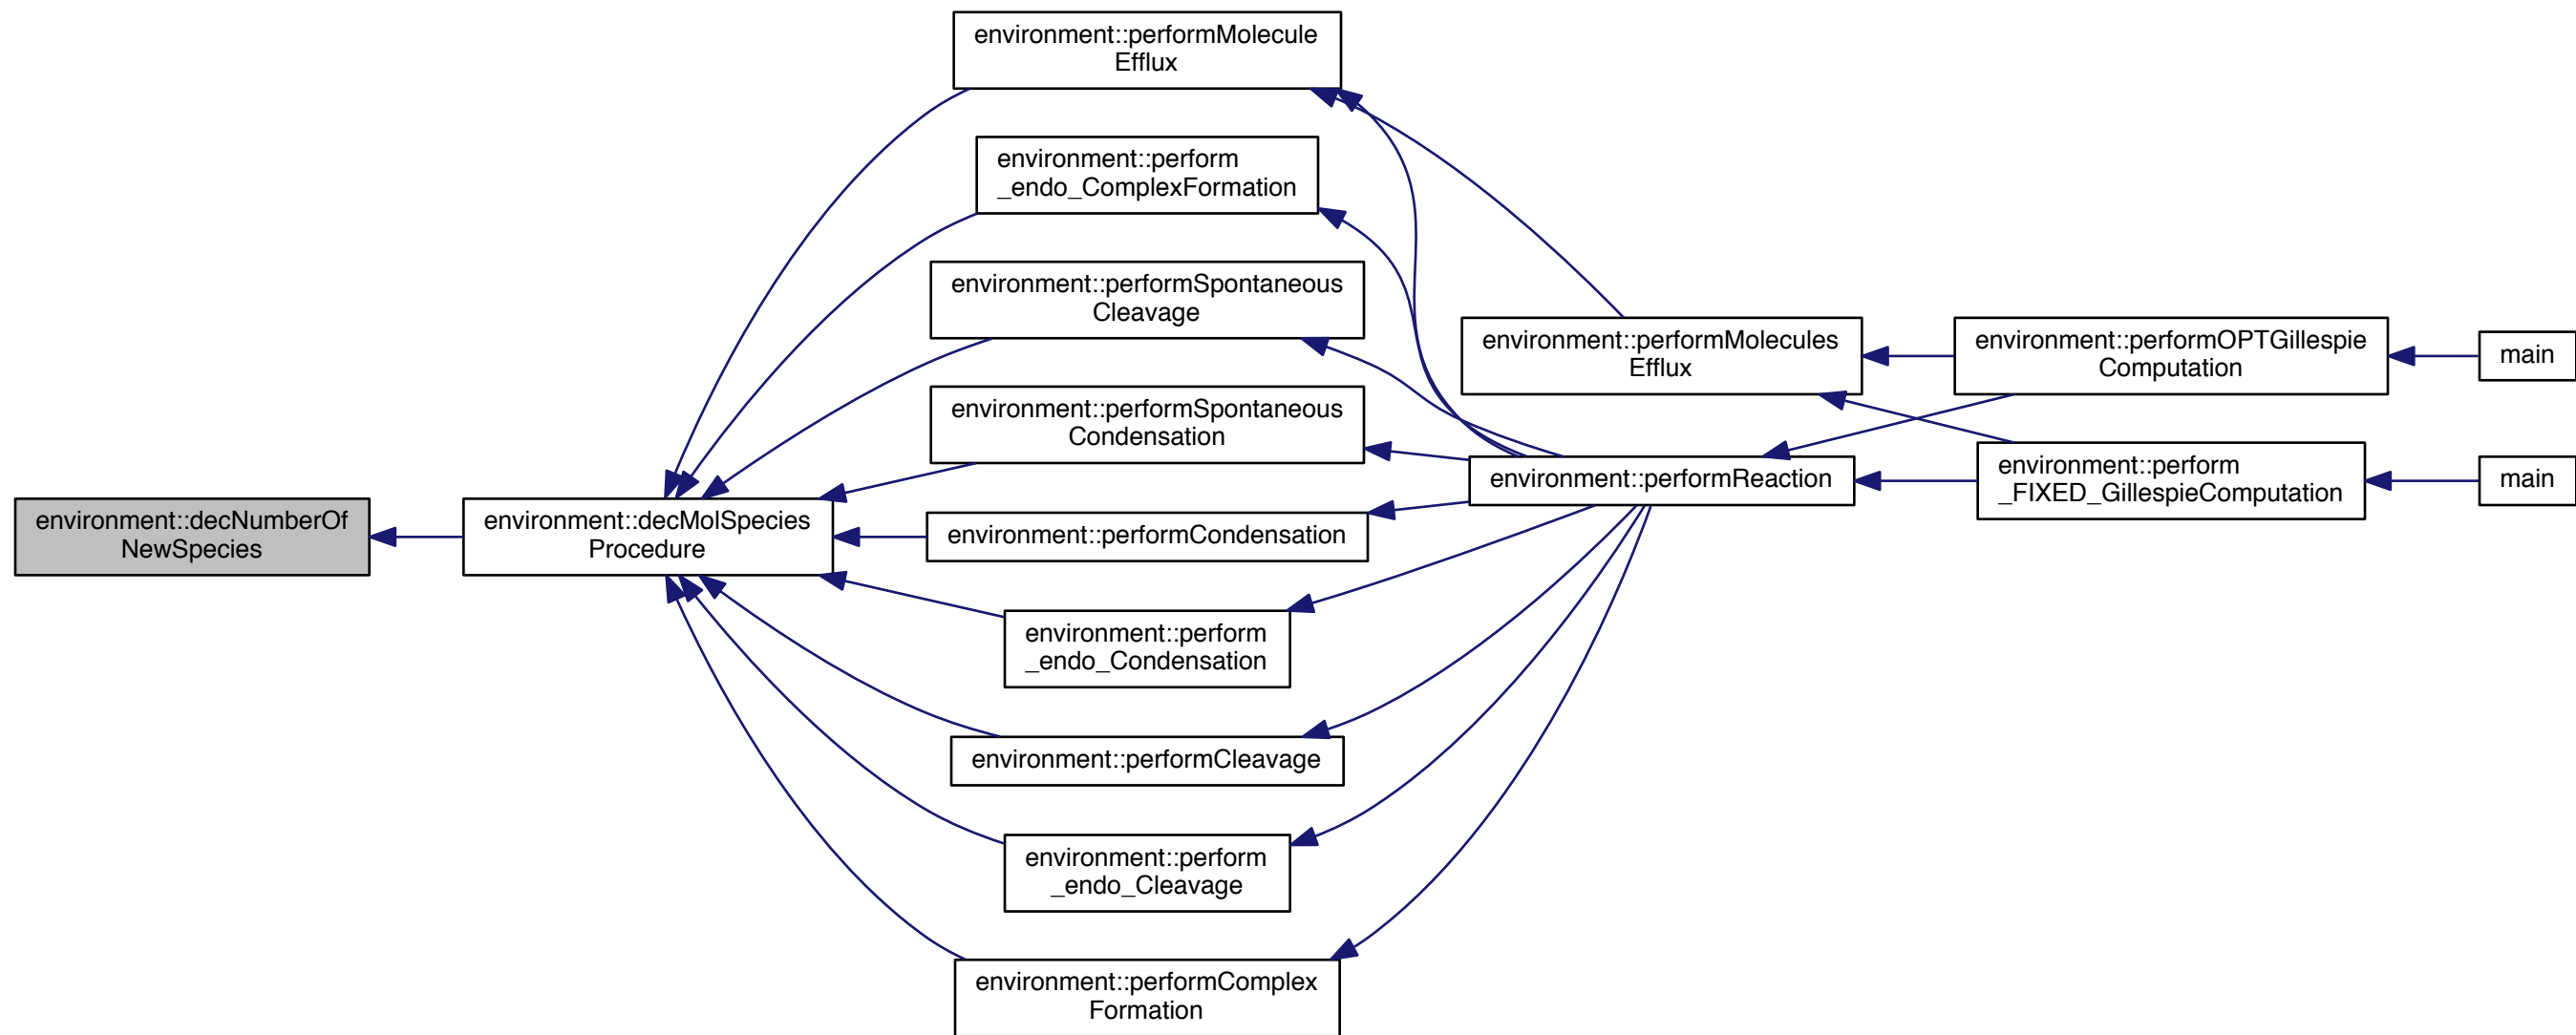 environment::decNumberOf
NewSpecies
environment::decMolSpecies
Procedure
environment::performMolecule
Efflux
environment::perform
_endo_ComplexFormation
environment::performSpontaneous
Cleavage
environment::performSpontaneous
Condensation
environment::performCondensation
environment::perform
_endo_Condensation
environment::performCleavage
environment::perform
_endo_Cleavage
environment::performComplex
Formation
environment::performMolecules
Efflux
environment::performReaction
environment::performOPTGillespie
Computation
environment::perform
_FIXED_GillespieComputation
main
main